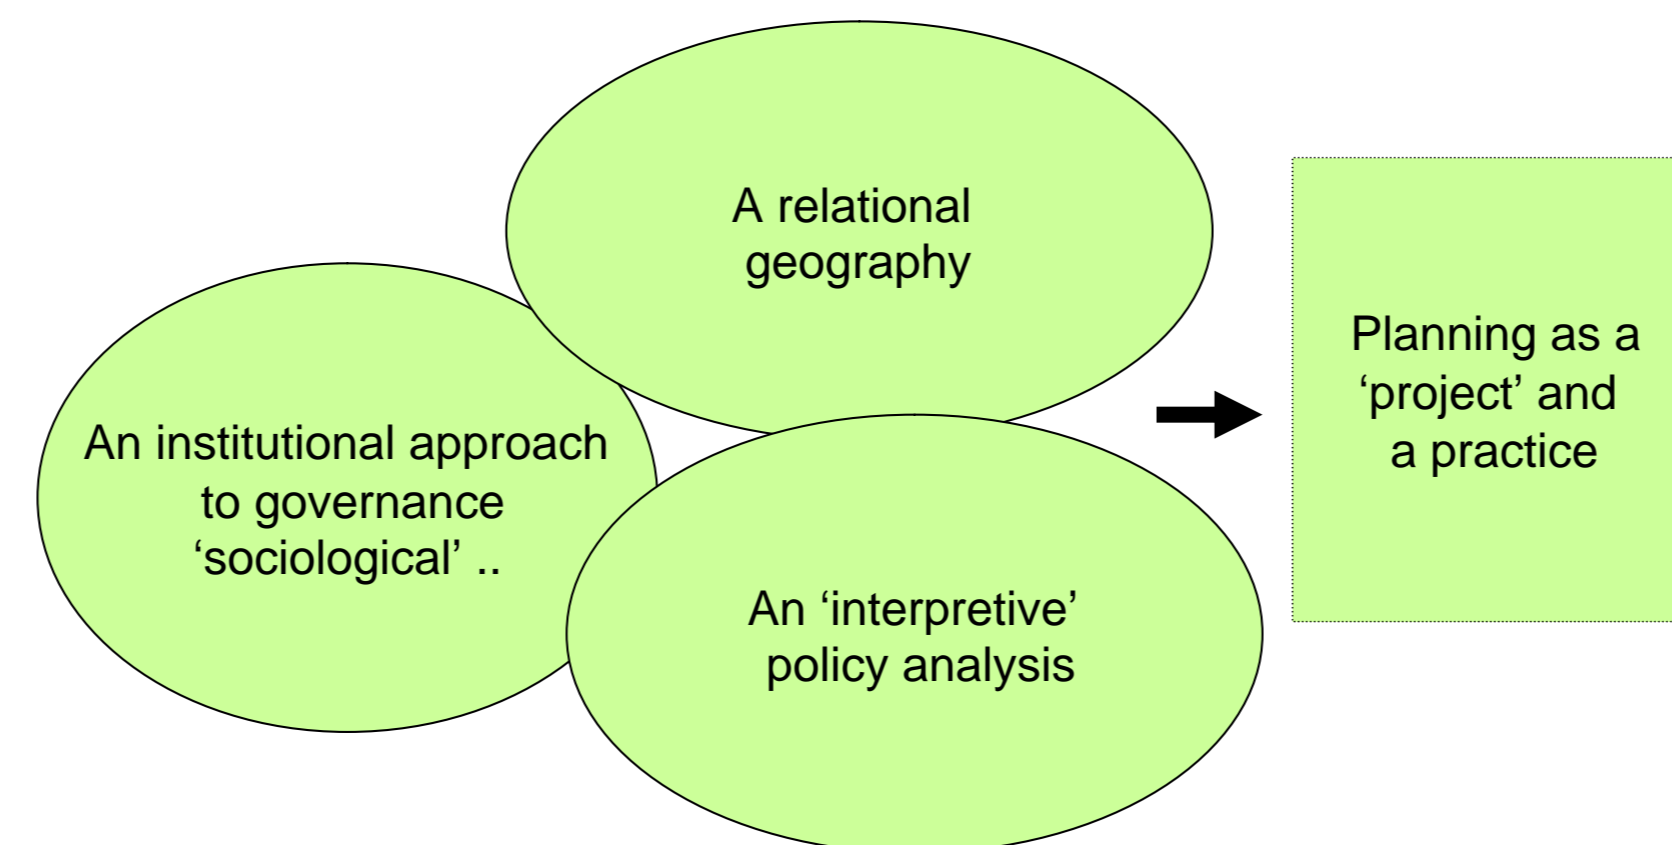 A relational
geography
An institutional approach
to governance
‘sociological’ ..
An ‘interpretive’
policy analysis
Planning as a
‘project’ and
a practice